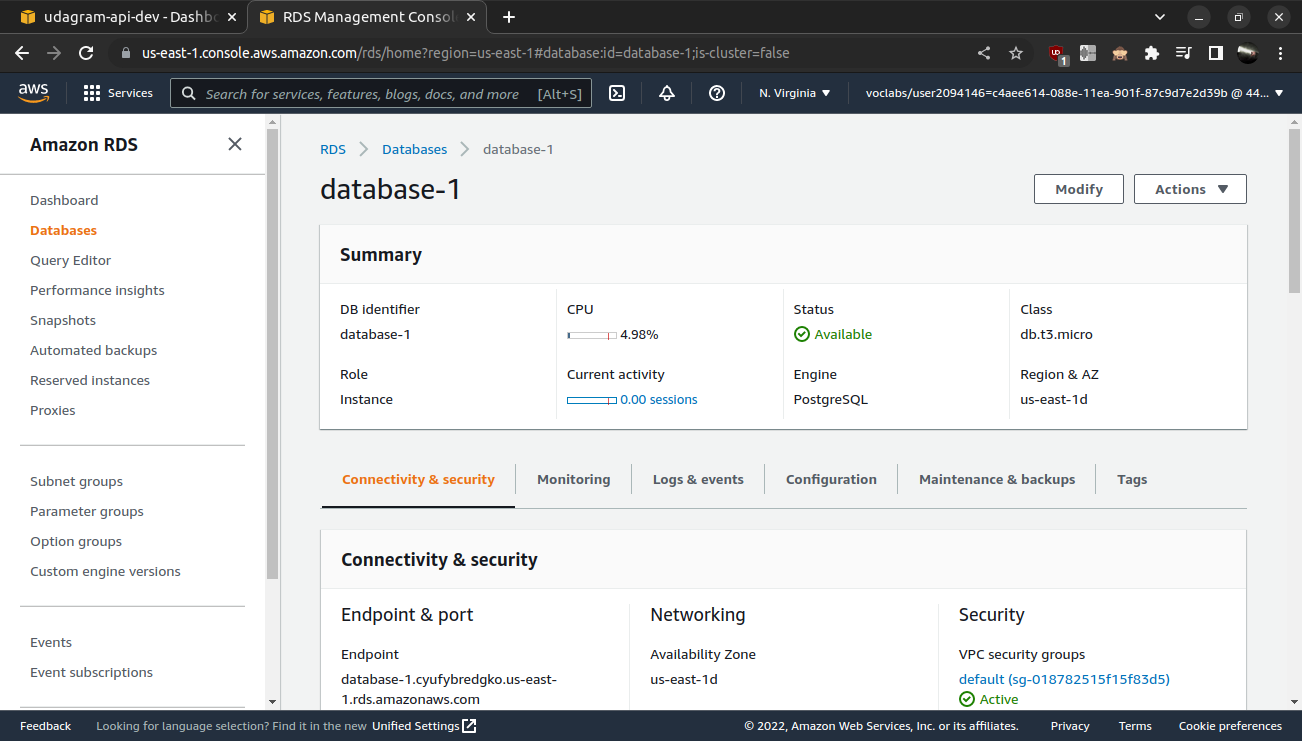 udagram-api-dev - Dashbo
RDS Management Consol
us-east-1.console.aws.amazon.com/rds/home?region=us-east-1#database:id=database-1;is-cluster=false
1
aws
Services
Search for services, features, blogs, docs, and more [Alt+S]
N. Virginia
voclabs/user2094146=c4aee614-088e-11ea-901f-87c9d7e2d39b @ 44...
Amazon RDS
Dashboard
Databases
Query Editor
Performance insights
Snapshots
Automated backups
Reserved instances
Proxies
Subnet groups
Parameter groups
Option groups
Custom engine versions
Events
Event subscriptions
RDS > Databases > database-1
database-1
Modify
Actions
Summary
DB identifier
database-1
CPU
4.98%
Status
Available
Class
db.t3.micro
Role
Instance
Current activity
0.00 sessions
Engine
PostgreSQL
Region & AZ
us-east-1d
Connectivity & security
Monitoring
Logs & events
Configuration
Maintenance & backups
Tags
Connectivity & security
Endpoint & port
Endpoint
database-1.cyufybredgko.us-east-
1.rds.amazonaws.com
Networking
Availability Zone
us-east-1d
Security
VPC security groups
default (sg-018782515f15f83d5)
Active
Feedback
Looking for language selection? Find it in the new Unified Settings
© 2022, Amazon Web Services, Inc. or its affiliates.
Privacy
Terms
Cookie preferences